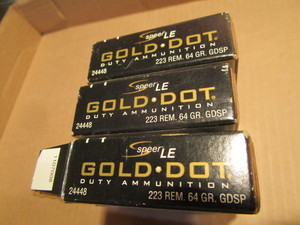 Speer LE
GOLD·DOT
DUTY AMMUNITION
24448
223 REM. 64 GR. GDSP
Speer LE
GOLD·DOT
DUTY AMMUNITION
24448
223 REM. 64 GR. GDSP
Speer LE
GOLD·DOT
DUTY AMMUNITION
24448
223 REM. 64 GR. GDSP